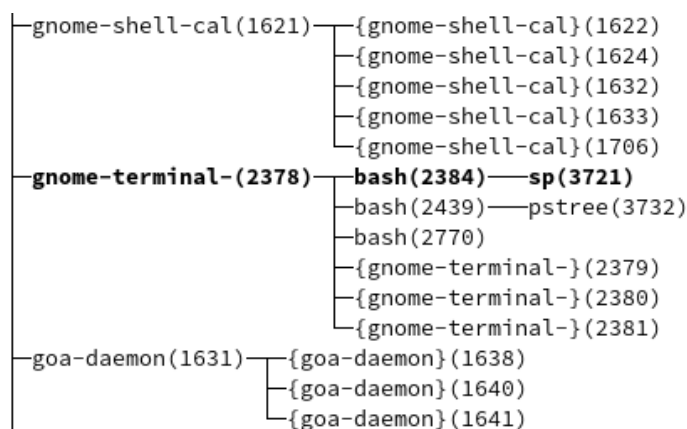 gnome-shell-cal(1621)─┬─{gnome-shell-cal}(1622)
├─{gnome-shell-cal}(1624)
├─{gnome-shell-cal}(1632)
├─{gnome-shell-cal}(1633)
└─{gnome-shell-cal}(1706)
gnome-terminal-(2378)─┬─bash(2384)───sp(3721)
├─bash(2439)───pstree(3732)
├─bash(2770)
├─{gnome-terminal-}(2379)
├─{gnome-terminal-}(2380)
└─{gnome-terminal-}(2381)
goa-daemon(1631)─┬─{goa-daemon}(1638)
├─{goa-daemon}(1640)
└─{goa-daemon}(1641)